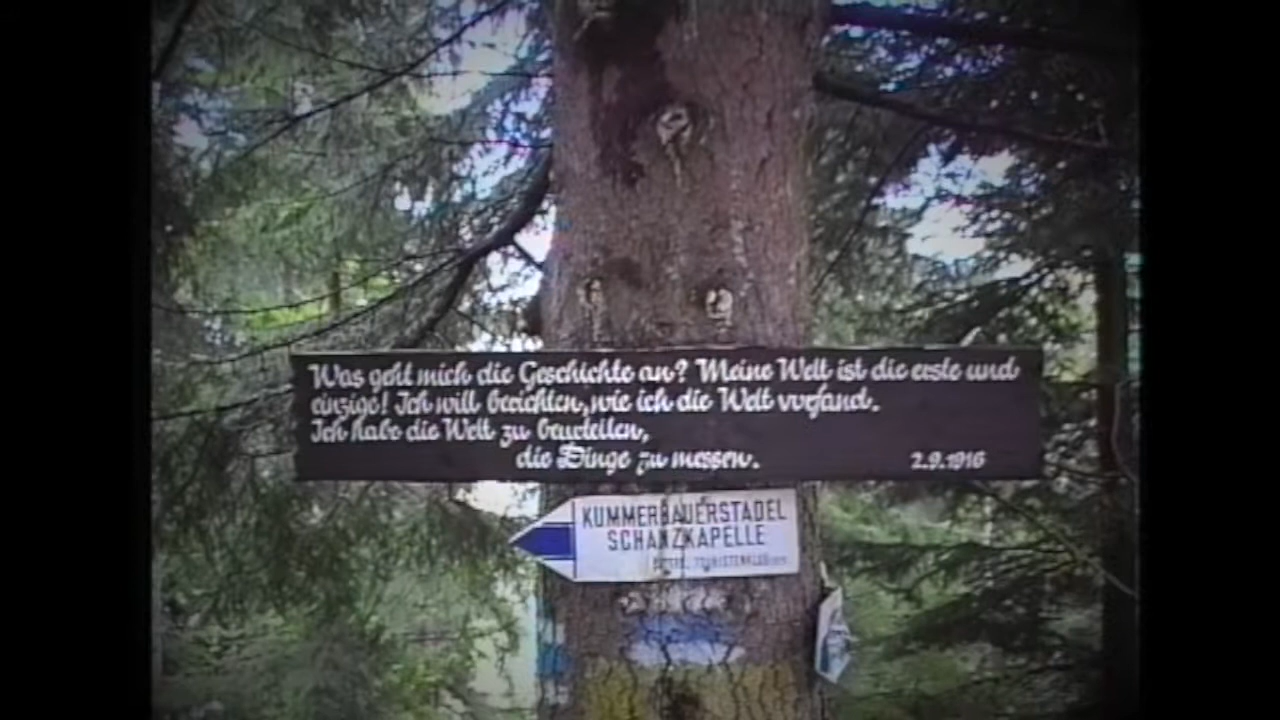 Was geht mich die Geschichte an? Meine Welt ist die erste und
einzige! Ich will berichten, wie ich die Welt vorfand.
Ich habe die Welt zu beurteilen,
die Dinge zu messen. 2.9.1916
KUMMERBAUERSTADEL
SCHANZKAPELLE
TOURISTENKLUB